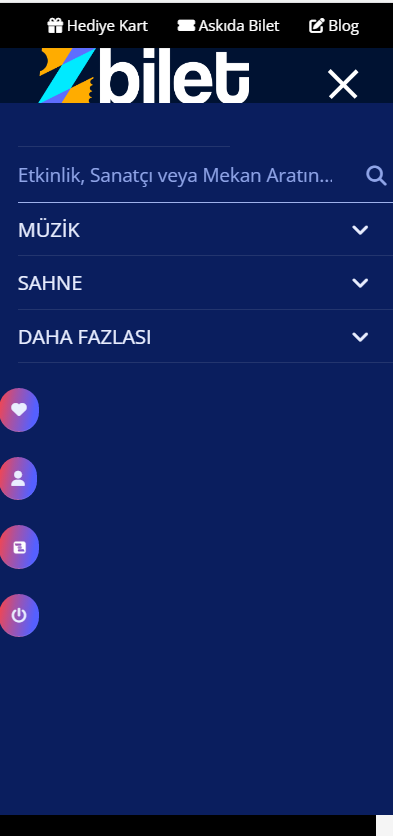 Hediye Kart Askıda Bilet Blog
bilet
Etkinlik, Sanatçı veya Mekan Aratın...
MÜZİK
SAHNE
DAHA FAZLASI